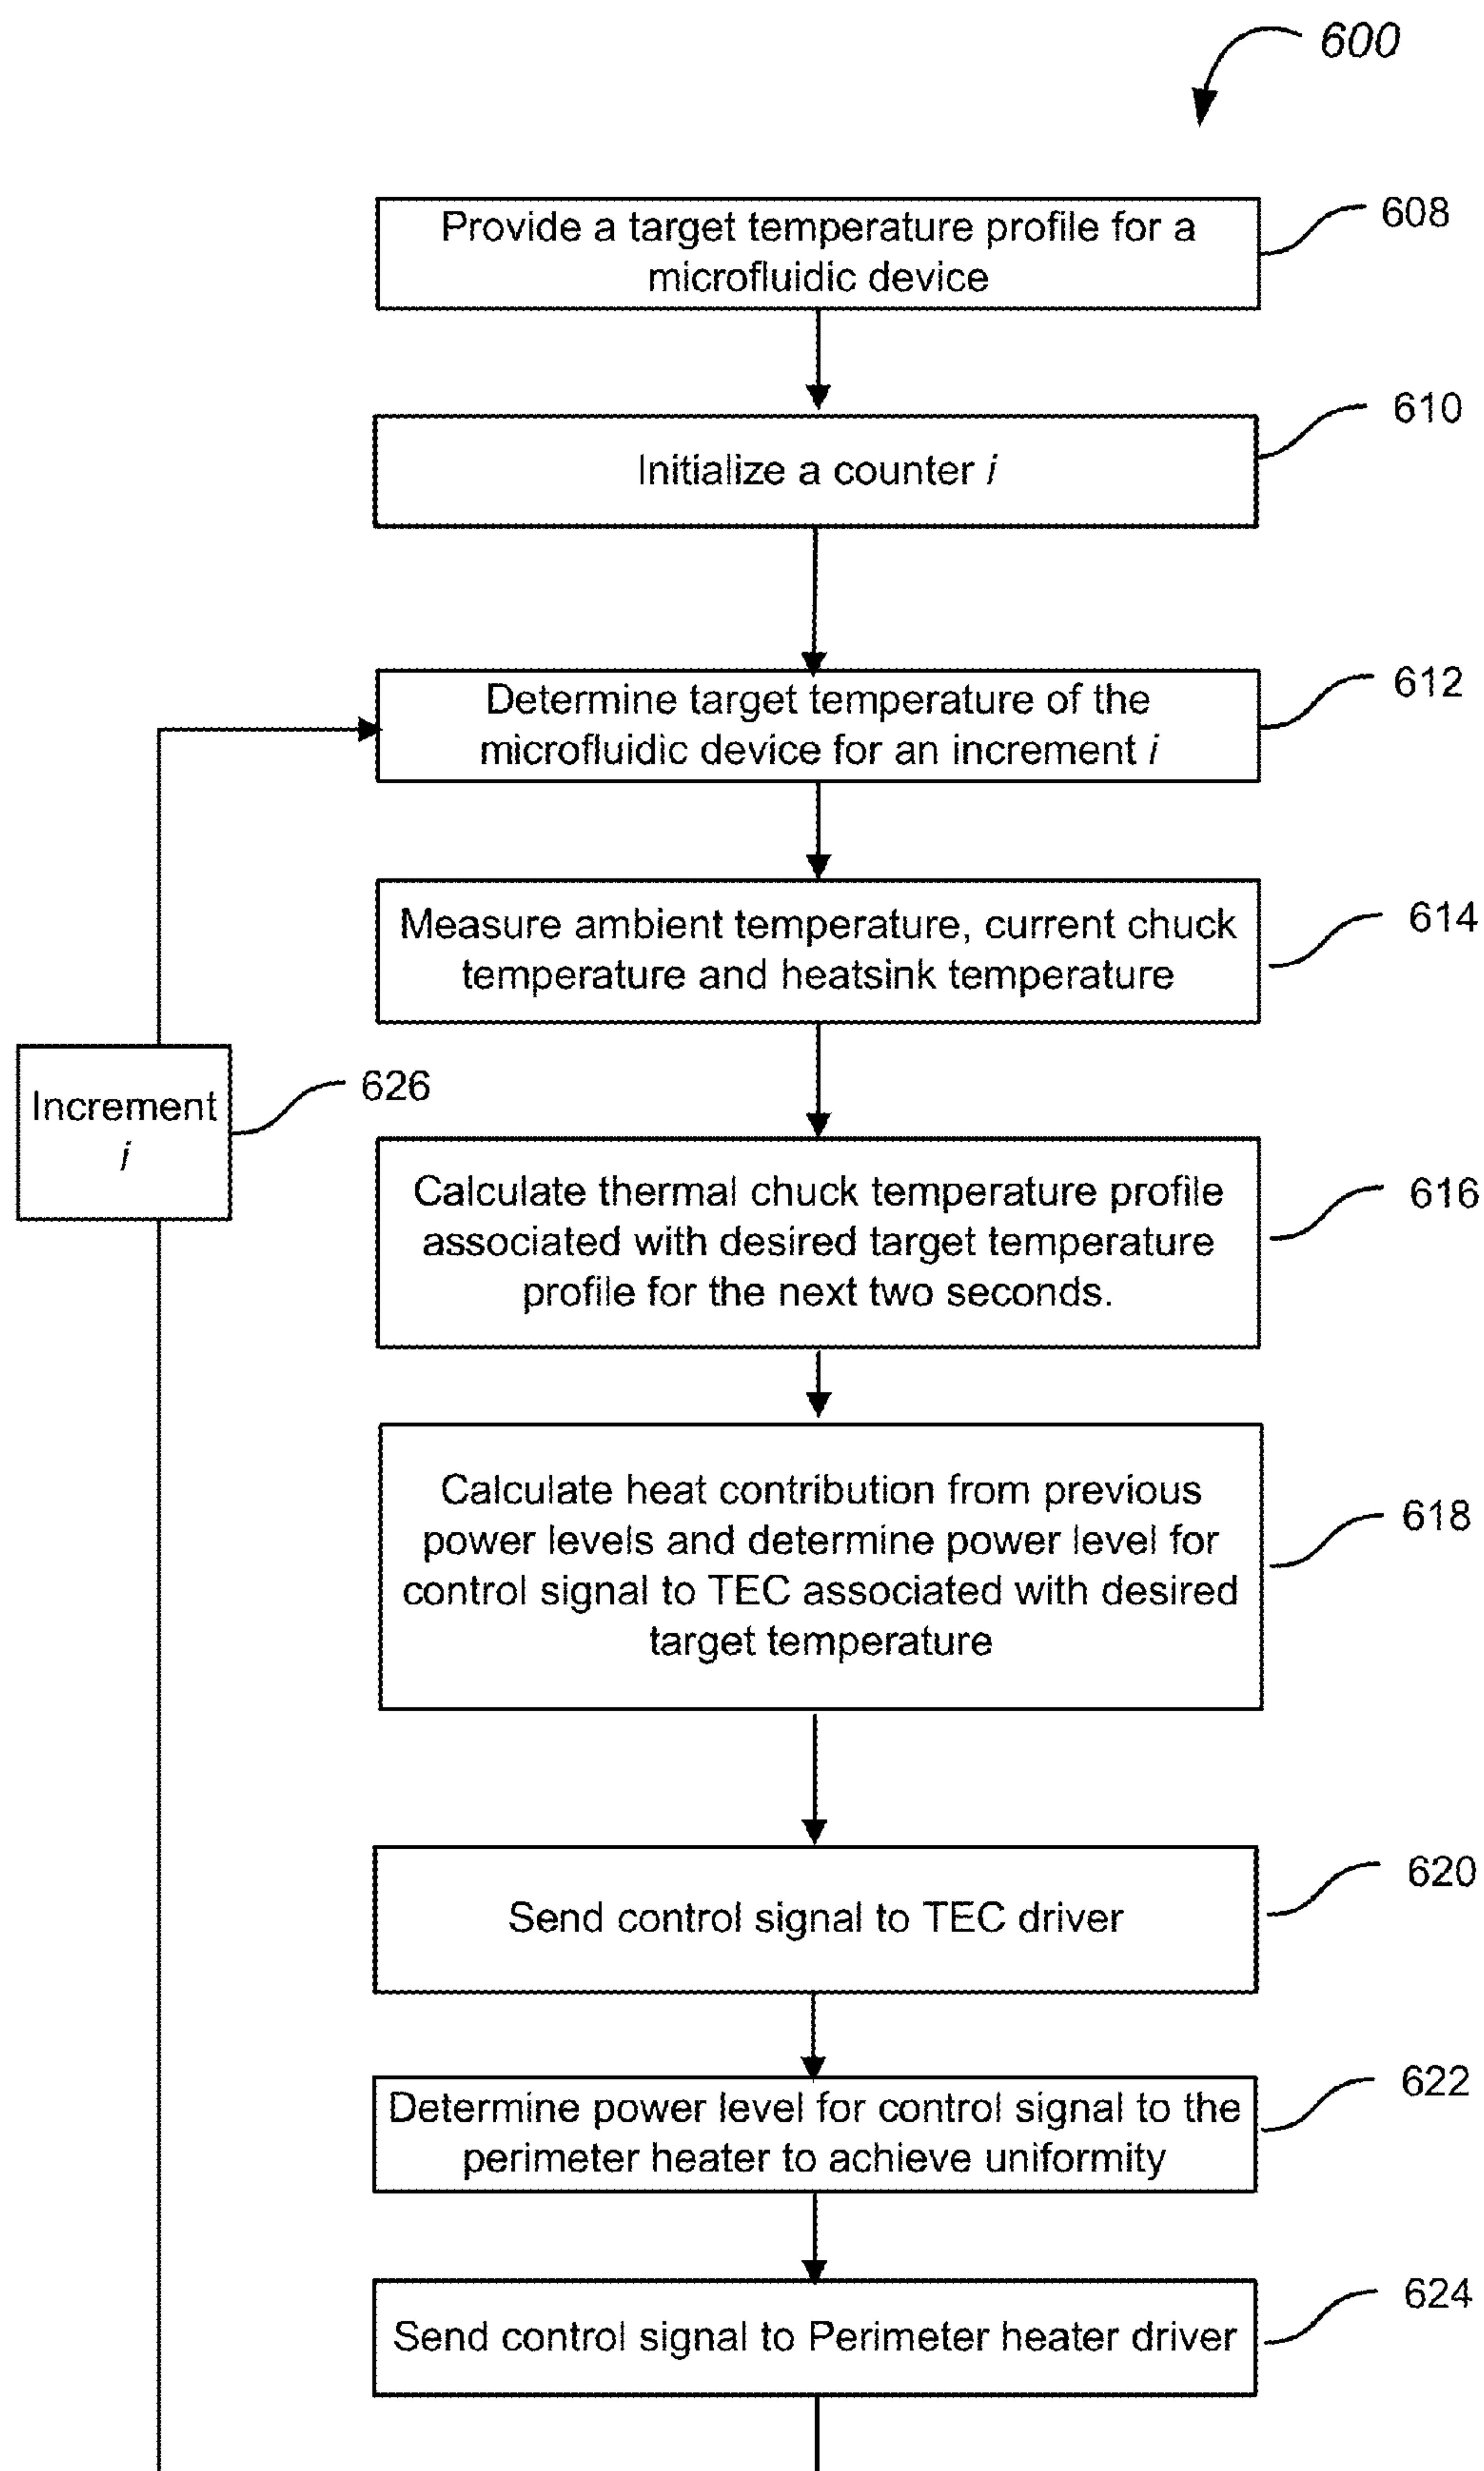 600
Provide a target temperature profile for a
microfluidic device
608
Initialize a counter i
610
Determine target temperature of the
microfluidic device for an increment i
612
Measure ambient temperature, current chuck
temperature and heatsink temperature
614
Increment
i
626
Calculate thermal chuck temperature profile
associated with desired target temperature
profile for the next two seconds.
616
Calculate heat contribution from previous
power levels and determine power level for
control signal to TEC associated with desired
target temperature
618
Send control signal to TEC driver
620
Determine power level for control signal to the
perimeter heater to achieve uniformity
622
Send control signal to Perimeter heater driver
624